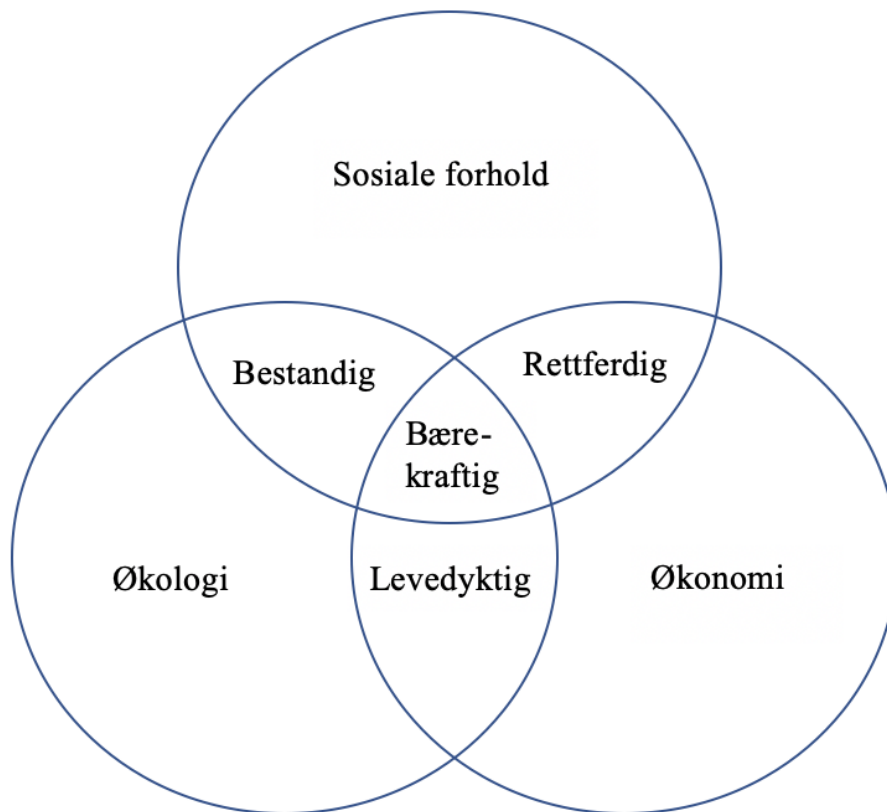 Sosiale forhold
Bestandig
Rettferdig
Bære-
kraftig
Økologi
Levedyktig
Økonomi